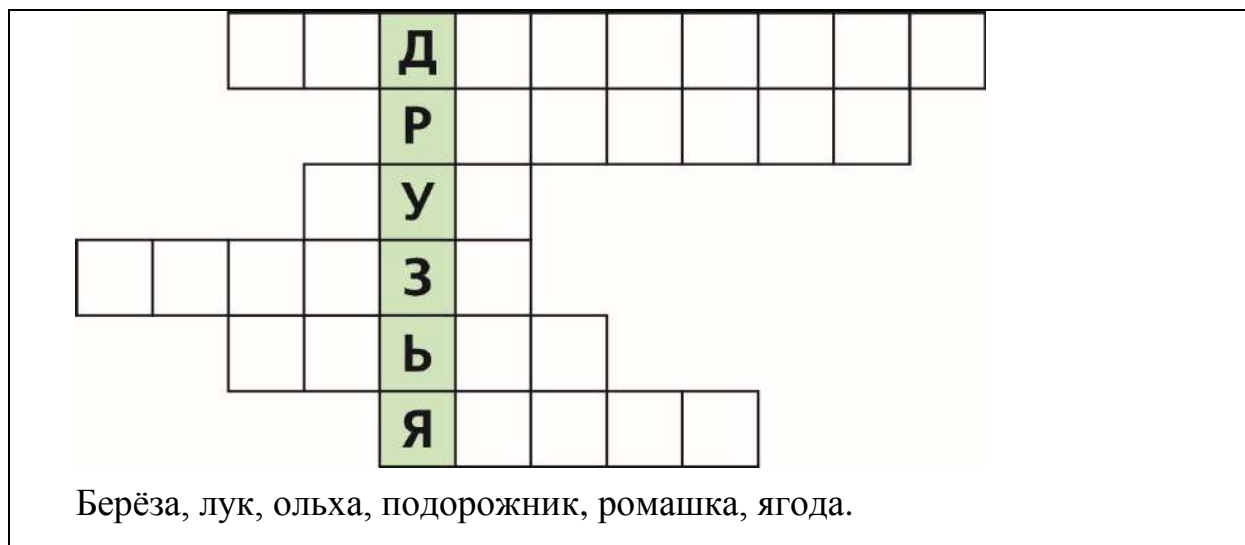 Д
Р
У
З
Ь
Я
Берёза, лук, ольха, подорожник, ромашка, ягода.